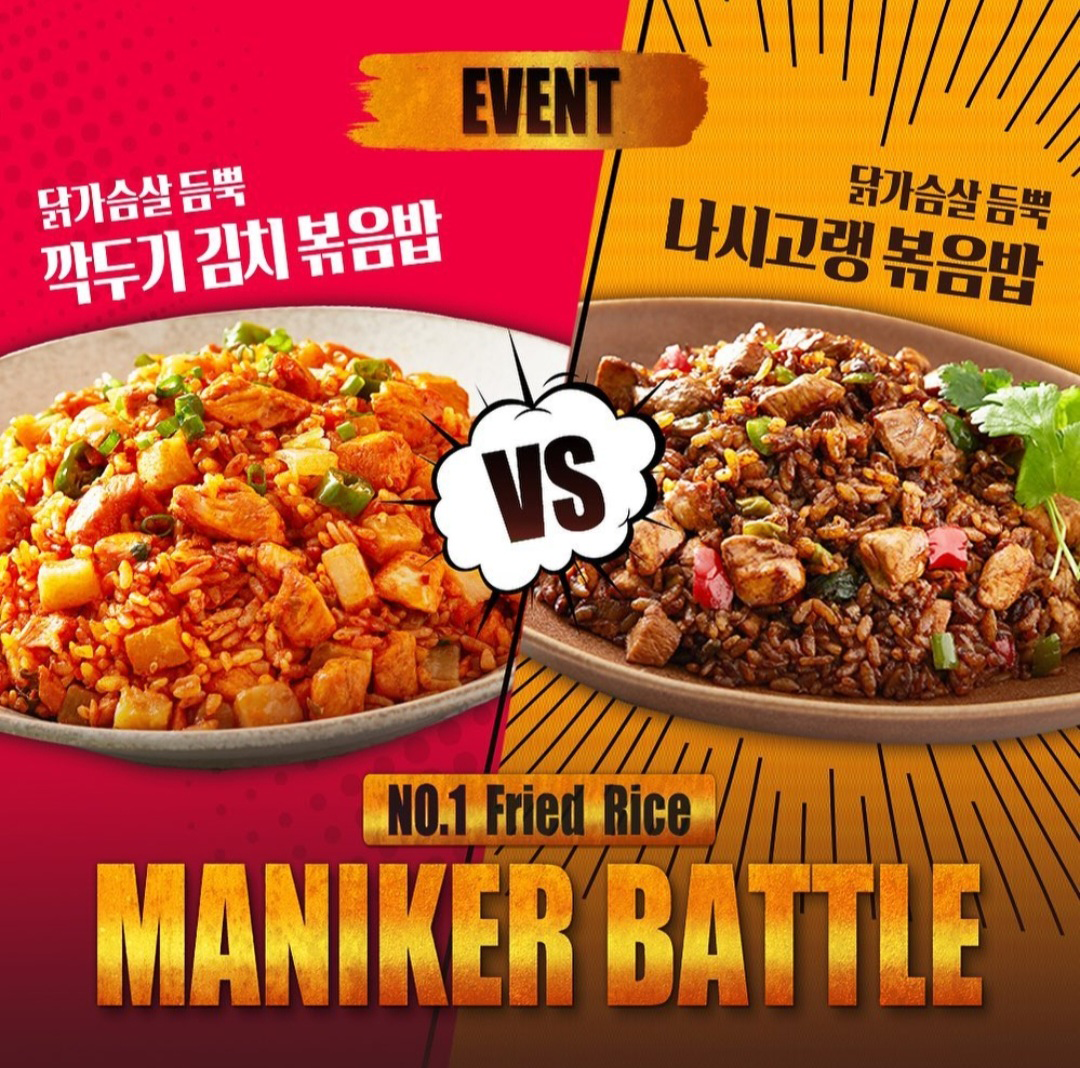 EVENT
닭가슴살 듬뿍
깍두기 김치 볶음밥
닭가슴살 듬뿍
나시고랭 볶음밥
VS
NO.1 Fried Rice
MANIKER BATTLE